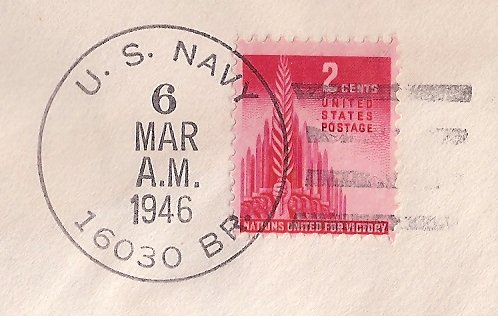 U. S. NAVY
6
MAR
A.M.
1946
16030 BR.
2 CENTS
UNITED
STATES
POSTAGE
NATIONS UNITED FOR VICTORY